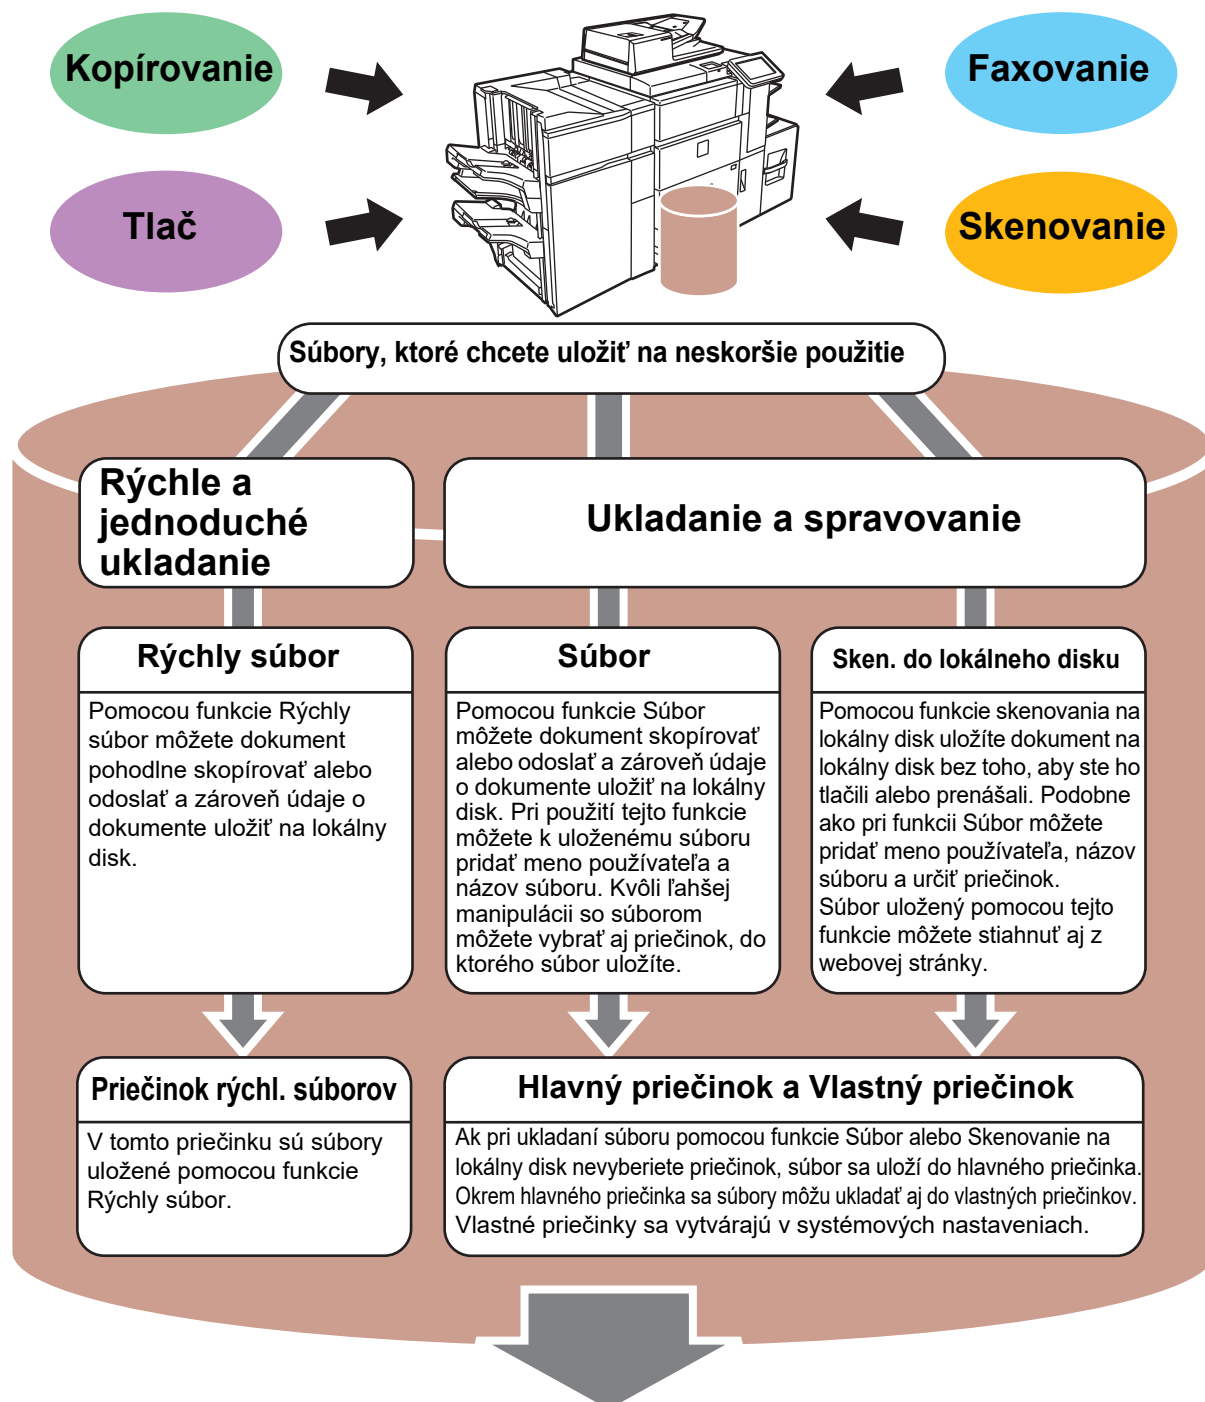 Kopírovanie
Faxovanie
Tlač
Skenovanie
Súbory, ktoré chcete uložiť na neskoršie použitie
Rýchle a
jednoduché
ukladanie
Ukladanie a spravovanie
Rýchly súbor
Pomocou funkcie Rýchly
súbor môžete dokument
pohodlne skopírovať alebo
odoslať a zároveň údaje o
dokumente uložiť na lokálny
disk.
Súbor
Pomocou funkcie Súbor
môžete dokument skopírovať
alebo odoslať a zároveň údaje
o dokumente uložiť na lokálny
disk. Pri použití tejto funkcie
môžete k uloženému súboru
pridať meno používateľa a
názov súboru. Kvôli ľahšej
manipulácii so súborom
môžete vybrať aj priečinok, do
ktorého súbor uložíte.
Sken. do lokálneho disku
Pomocou funkcie skenovania na
lokálny disk uložíte dokument na
lokálny disk bez toho, aby ste ho
tlačili alebo prenášali. Podobne
ako pri funkcii Súbor môžete
pridať meno používateľa, názov
súboru a určiť priečinok.
Súbor uložený pomocou tejto
funkcie môžete stiahnuť aj z
webovej stránky.
Priečinok rýchl. súborov
V tomto priečinku sú súbory
uložené pomocou funkcie
Rýchly súbor.
Hlavný priečinok a Vlastný priečinok
Ak pri ukladaní súboru pomocou funkcie Súbor alebo Skenovanie na
lokálny disk nevyberiete priečinok, súbor sa uloží do hlavného priečinka.
Okrem hlavného priečinka sa súbory môžu ukladať aj do vlastných priečinkov.
Vlastné priečinky sa vytvárajú v systémových nastaveniach.